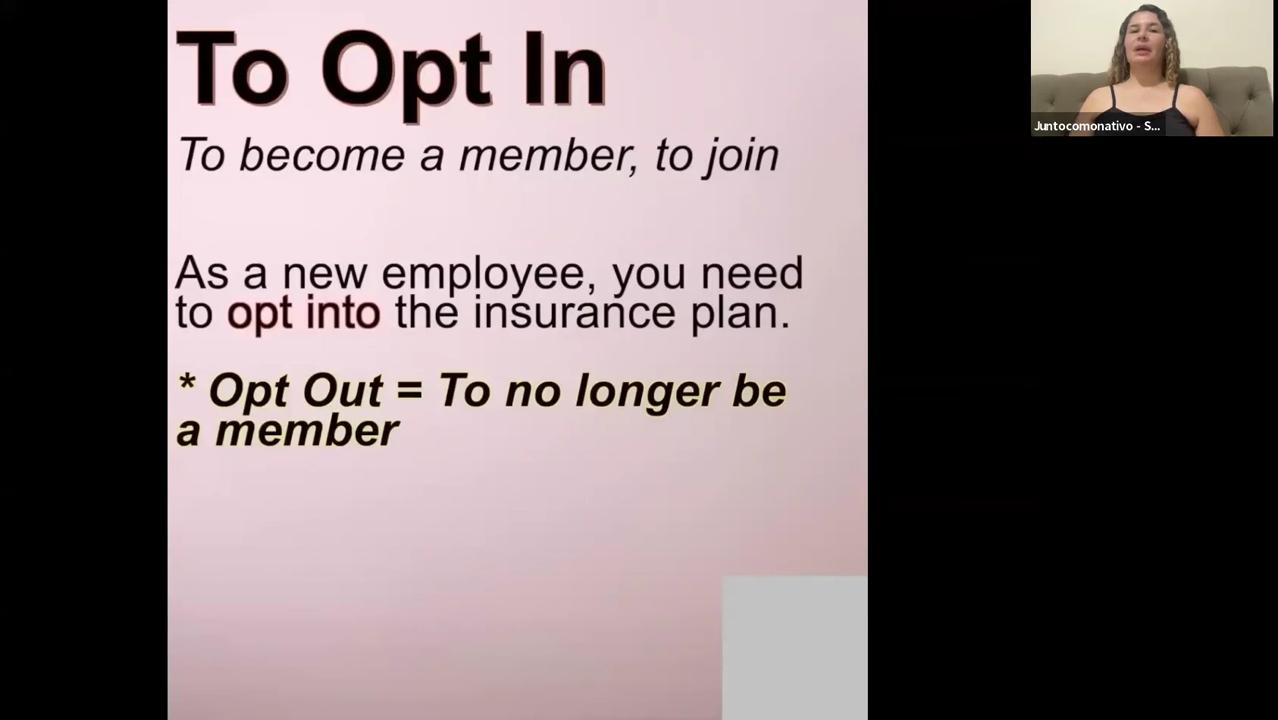 To Opt In
To become a member, to join
As a new employee, you need
to opt into the insurance plan.
* Opt Out = To no longer be
a member
Juntocomonativo - S...